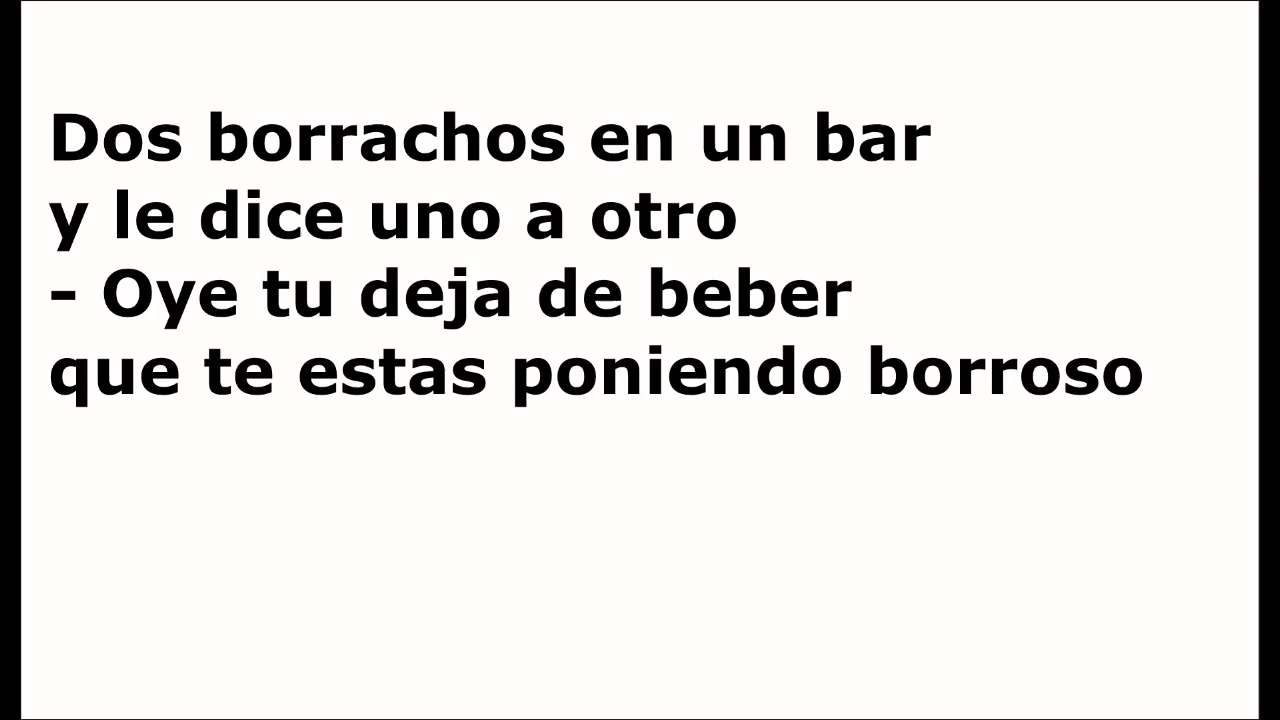 Dos borrachos en un bar
y le dice uno a otro
- Oye tu deja de beber
que te estas poniendo borroso